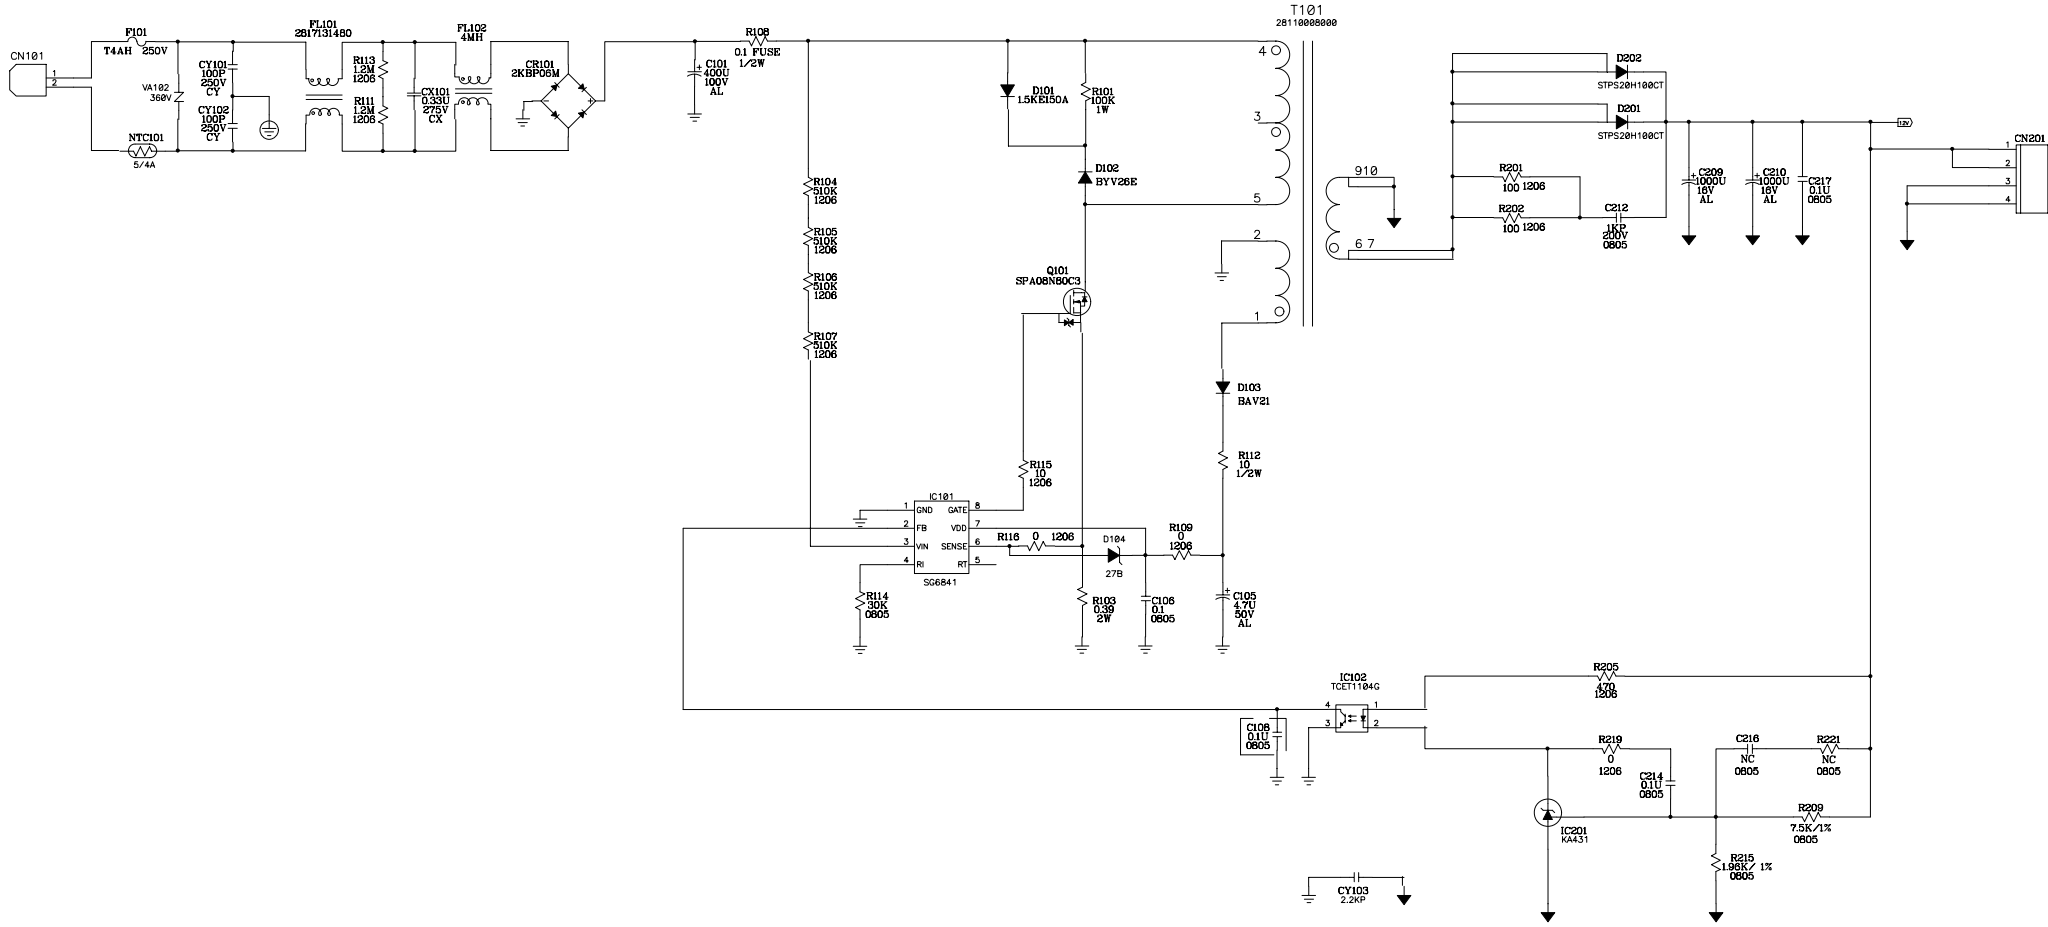 CN101
1
2
F101
T4AH 250V
VA102
360V
NTC101
5/4A
CY101
100P
250V
CY102
100P
250V
CY
FL101
2817131480
R113
1.2M
1206
R111
1.2M
1206
CX101
0.33U
275V
CX
FL102
4MH
CR101
2KBP06M
C101
400U
100V
AL
R108
0.1 FUSE
1/2W
R104
510K
1206
R105
510K
1206
R106
510K
1206
R107
510K
1206
D101
1.5KE150A
R101
100K
1W
D102
BYV26E
Q101
SPA08N80C3
T101
28110008000
4
3
5
2
1
910
6 7
D103
BAV21
R112
10
1/2W
R115
10
1206
IC101
1 GND GATE 8
2 FB VDD 7
3 VIN SENSE 6
4 RI RT 5
SG6841
R114
30K
0805
R116 0 1206
D104
27B
R109
0
1206
R103
0.39
2W
C106
0.1
0805
C105
4.7U
50V
AL
D202
STPS20H100CT
D201
STPS20H100CT
R201
100 1206
R202
100 1206
C212
1KP
200V
0805
C209
1000U
16V
AL
C210
1000U
16V
AL
C217
0.1U
0805
12V
CN201
1
2
3
4
R205
470
1206
IC102
TCET1104G
4
3
1
2
C108
0.1U
0805
R219
0
1206
C214
0.1U
0805
C216
NC
0805
R221
NC
0805
R209
7.5K/1%
0805
IC201
KA431
R215
1.96K/ 1%
0805
CY103
2.2KP